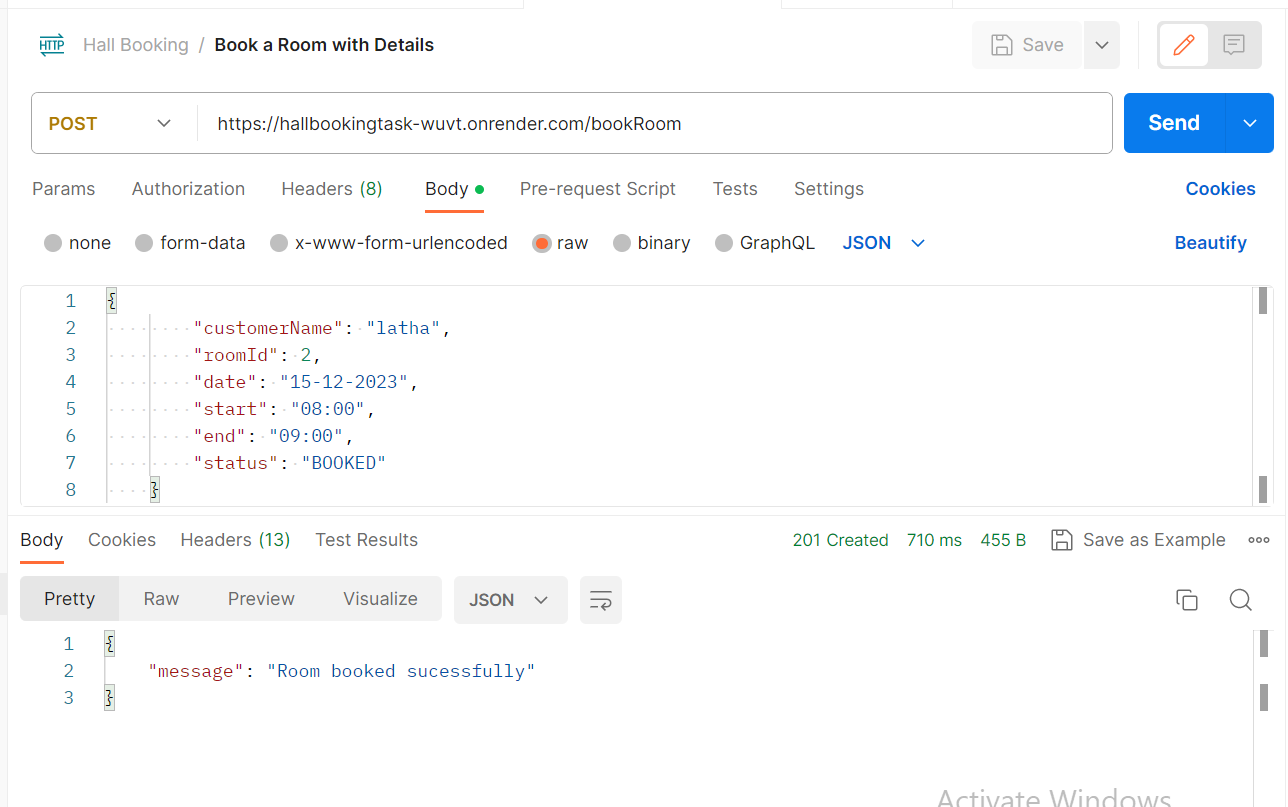 HTTP Hall Booking / Book a Room with Details Save
POST https://hallbookingtask-wuvt.onrender.com/bookRoom Send
Params Authorization Headers (8) Body Pre-request Script Tests Settings Cookies
none form-data x-www-form-urlencoded raw binary GraphQL JSON Beautify
1 {
2 "customerName": "latha",
3 "roomId": 2,
4 "date": "15-12-2023",
5 "start": "08:00",
6 "end": "09:00",
7 "status": "BOOKED"
8 }
Body Cookies Headers (13) Test Results 201 Created 710 ms 455 B Save as Example
Pretty Raw Preview Visualize JSON
1 {
2 "message": "Room booked sucessfully"
3 }
Activate Windows